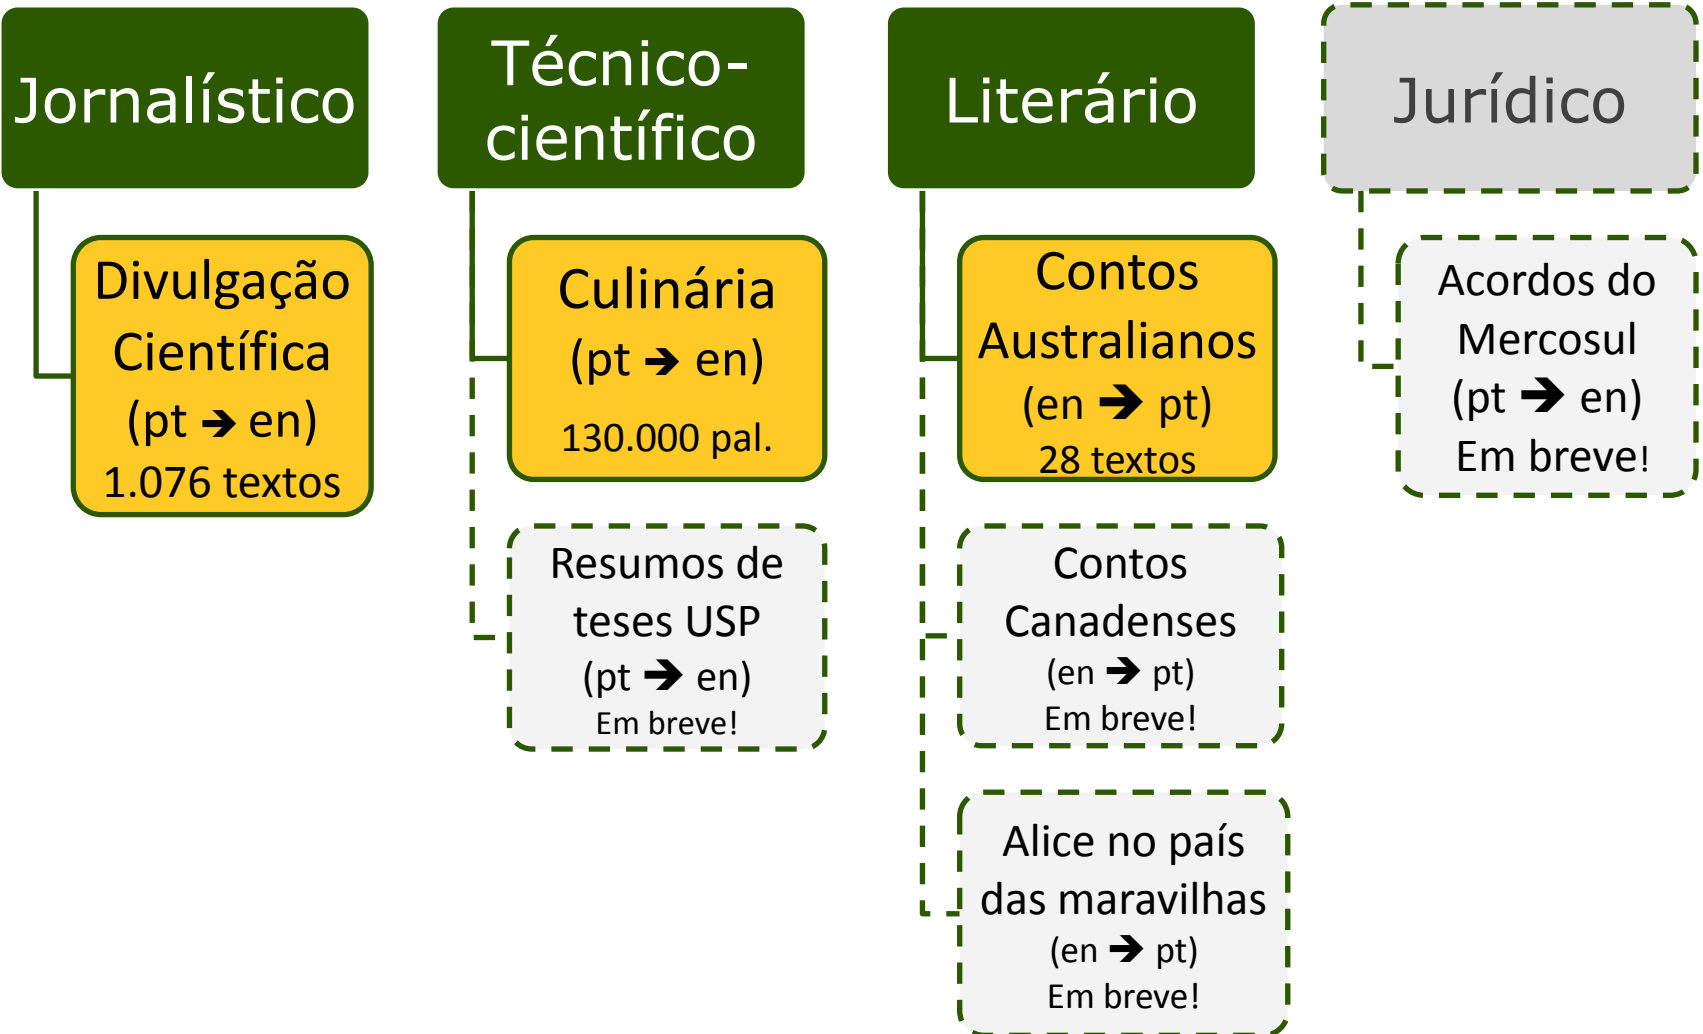 Jornalístico
Divulgação
Científica
(pt ➔ en)
1.076 textos
Técnico-
científico
Culinária
(pt ➔ en)
130.000 pal.
Resumos de
teses USP
(pt ➔ en)
Em breve!
Literário
Contos
Australianos
(en ➔ pt)
28 textos
Contos
Canadenses
(en ➔ pt)
Em breve!
Alice no país
das maravilhas
(en ➔ pt)
Em breve!
Jurídico
Acordos do
Mercosul
(pt ➔ en)
Em breve!